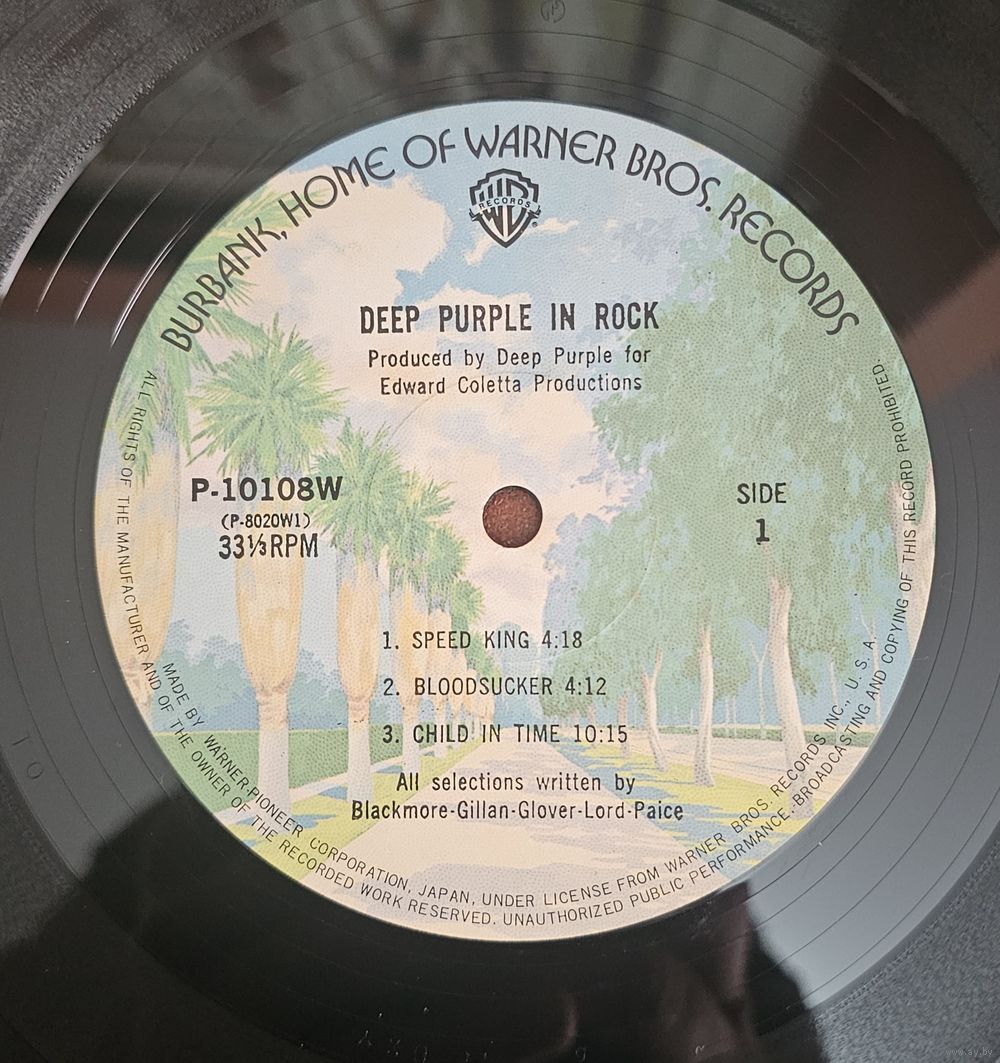 BURBANK, HOME OF WARNER BROS. RECORDS
RECORDS
DEEP PURPLE IN ROCK
Produced by Deep Purple for
Edward Coletta Productions
P-10108W
(P-8020W1)
33⅓RPM
SIDE
1
1. SPEED KING 4:18
2. BLOODSUCKER 4:12
3. CHILD IN TIME 10:15
All selections written by
Blackmore-Gillan-Glover-Lord-Paice
MADE BY WARNER-PIONEER CORPORATION, JAPAN, UNDER LICENSE FROM WARNER BROS. RECORDS INC., U. S. A.
ALL RIGHTS OF THE MANUFACTURER AND OF THE OWNER OF THE RECORDED WORK RESERVED. UNAUTHORIZED PUBLIC PERFORMANCE. BROADCASTING AND COPYING OF THIS RECORD PROHIBITED.
www.ay.by